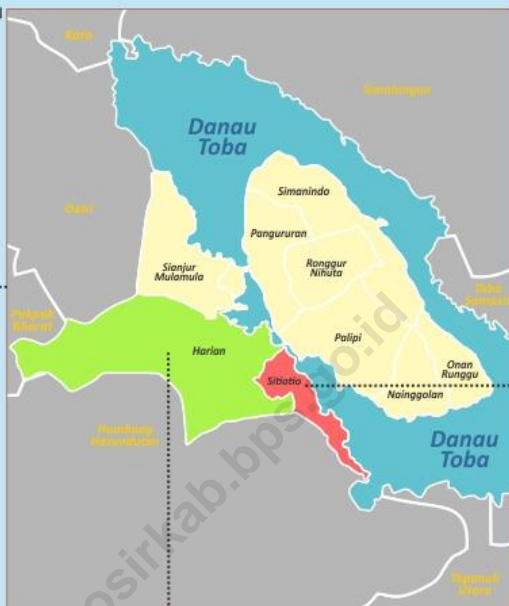 Karo
Simalungun
Danau
Toba
Dairi
Simanindo
Pangururan
Ronggur
Nihuta
Sianjur
Mulamula
Toba
Samosir
Pakpak
Bharat
Harian
Palipi
Sitiotio
Onan
Runggu
Nainggolan
Humbang
Hasundutan
Danau
Toba
Tapanuli
Utara
osirkab.bps.go.id